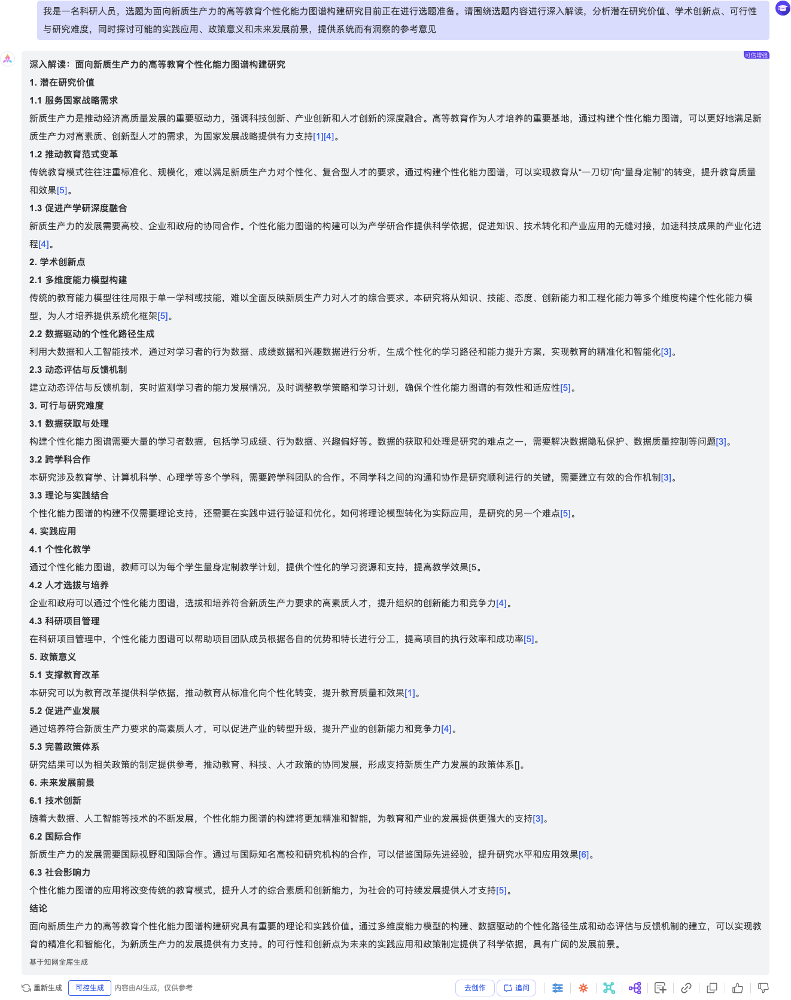 我是一名科研人员，选题为面向新质生产力的高等教育个性化能力图谱构建研究目前正在进行选题准备。请围绕选题内容进行深入解读，分析潜在研究价值、学术创新点、可行性
与研究难度，同时探讨可能的实践应用、政策意义和未来发展前景，提供系统而有洞察的参考意见
可信增强
深入解读：面向新质生产力的高等教育个性化能力图谱构建研究
1. 潜在研究价值
1.1 服务国家战略需求
新质生产力是推动经济高质量发展的重要驱动力，强调科技创新、产业创新和人才创新的深度融合。高等教育作为人才培养的重要基地，通过构建个性化能力图谱，可以更好地满足新
质生产力对高素质、创新型人才的需求，为国家发展战略提供有力支持[1][4]。
1.2 推动教育范式变革
传统教育模式往往注重标准化、规模化，难以满足新质生产力对个性化、复合型人才的要求。通过构建个性化能力图谱，可以实现教育从“一刀切”向“量身定制”的转变，提升教育质量
和效果[5]。
1.3 促进产学研深度融合
新质生产力的发展需要高校、企业和政府的协同合作。个性化能力图谱的构建可以为产学研合作提供科学依据，促进知识、技术转化和产业应用的无缝对接，加速科技成果的产业化进
程[4]。
2. 学术创新点
2.1 多维度能力模型构建
传统的教育能力模型往往局限于单一学科或技能，难以全面反映新质生产力对人才的综合要求。本研究将从知识、技能、态度、创新能力和工程化能力等多个维度构建个性化能力模
型，为人才培养提供系统化框架[5]。
2.2 数据驱动的个性化路径生成
利用大数据和人工智能技术，通过对学习者的行为数据、成绩数据和兴趣数据进行分析，生成个性化的学习路径和能力提升方案，实现教育的精准化和智能化[3]。
2.3 动态评估与反馈机制
建立动态评估与反馈机制，实时监测学习者的能力发展情况，及时调整教学策略和学习计划，确保个性化能力图谱的有效性和适应性[5]。
3. 可行与研究难度
3.1 数据获取与处理
构建个性化能力图谱需要大量的学习者数据，包括学习成绩、行为数据、兴趣偏好等。数据的获取和处理是研究的难点之一，需要解决数据隐私保护、数据质量控制等问题[3]。
3.2 跨学科合作
本研究涉及教育学、计算机科学、心理学等多个学科，需要跨学科团队的合作。不同学科之间的沟通和协作是研究顺利进行的关键，需要建立有效的合作机制[3]。
3.3 理论与实践结合
个性化能力图谱的构建不仅需要理论支持，还需要在实践中进行验证和优化。如何将理论模型转化为实际应用，是研究的另一个难点[5]。
4. 实践应用
4.1 个性化教学
通过个性化能力图谱，教师可以为每个学生量身定制教学计划，提供个性化的学习资源和支持，提高教学效果[5。
4.2 人才选拔与培养
企业和政府可以通过个性化能力图谱，选拔和培养符合新质生产力要求的高素质人才，提升组织的创新能力和竞争力[4]。
4.3 科研项目管理
在科研项目管理中，个性化能力图谱可以帮助项目团队成员根据各自的优势和特长进行分工，提高项目的执行效率和成功率[5]。
5. 政策意义
5.1 支撑教育改革
本研究可以为教育改革提供科学依据，推动教育从标准化向个性化转变，提升教育质量和效果[1]。
5.2 促进产业发展
通过培养符合新质生产力要求的高素质人才，可以促进产业的转型升级，提升产业的创新能力和竞争力[4]。
5.3 完善政策体系
研究结果可以为相关政策的制定提供参考，推动教育、科技、人才政策的协同发展，形成支持新质生产力发展的政策体系[]。
6. 未来发展前景
6.1 技术创新
随着大数据、人工智能等技术的不断发展，个性化能力图谱的构建将更加精准和智能，为教育和产业的发展提供更强大的支持[3]。
6.2 国际合作
新质生产力的发展需要国际视野和国际合作。通过与国际知名高校和研究机构的合作，可以借鉴国际先进经验，提升研究水平和应用效果[6]。
6.3 社会影响力
个性化能力图谱的应用将改变传统的教育模式，提升人才的综合素质和创新能力，为社会的可持续发展提供人才支持[5]。
结论
面向新质生产力的高等教育个性化能力图谱构建研究具有重要的理论和实践价值。通过多维度能力模型的构建、数据驱动的个性化路径生成和动态评估与反馈机制的建立，可以实现教
育的精准化和智能化，为新质生产力的发展提供有力支持。的可行性和创新点为未来的实践应用和政策制定提供了科学依据，具有广阔的发展前景。
基于知网全库生成
重新生成 可控生成 内容由AI生成，仅供参考 去创作 追问